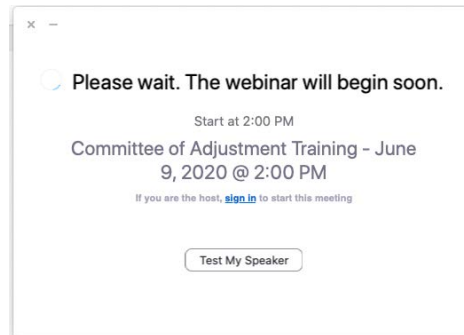 Please wait. The webinar will begin soon.
Start at 2:00 PM
Committee of Adjustment Training - June
9, 2020 @ 2:00 PM
If you are the host, sign in to start this meeting
Test My Speaker